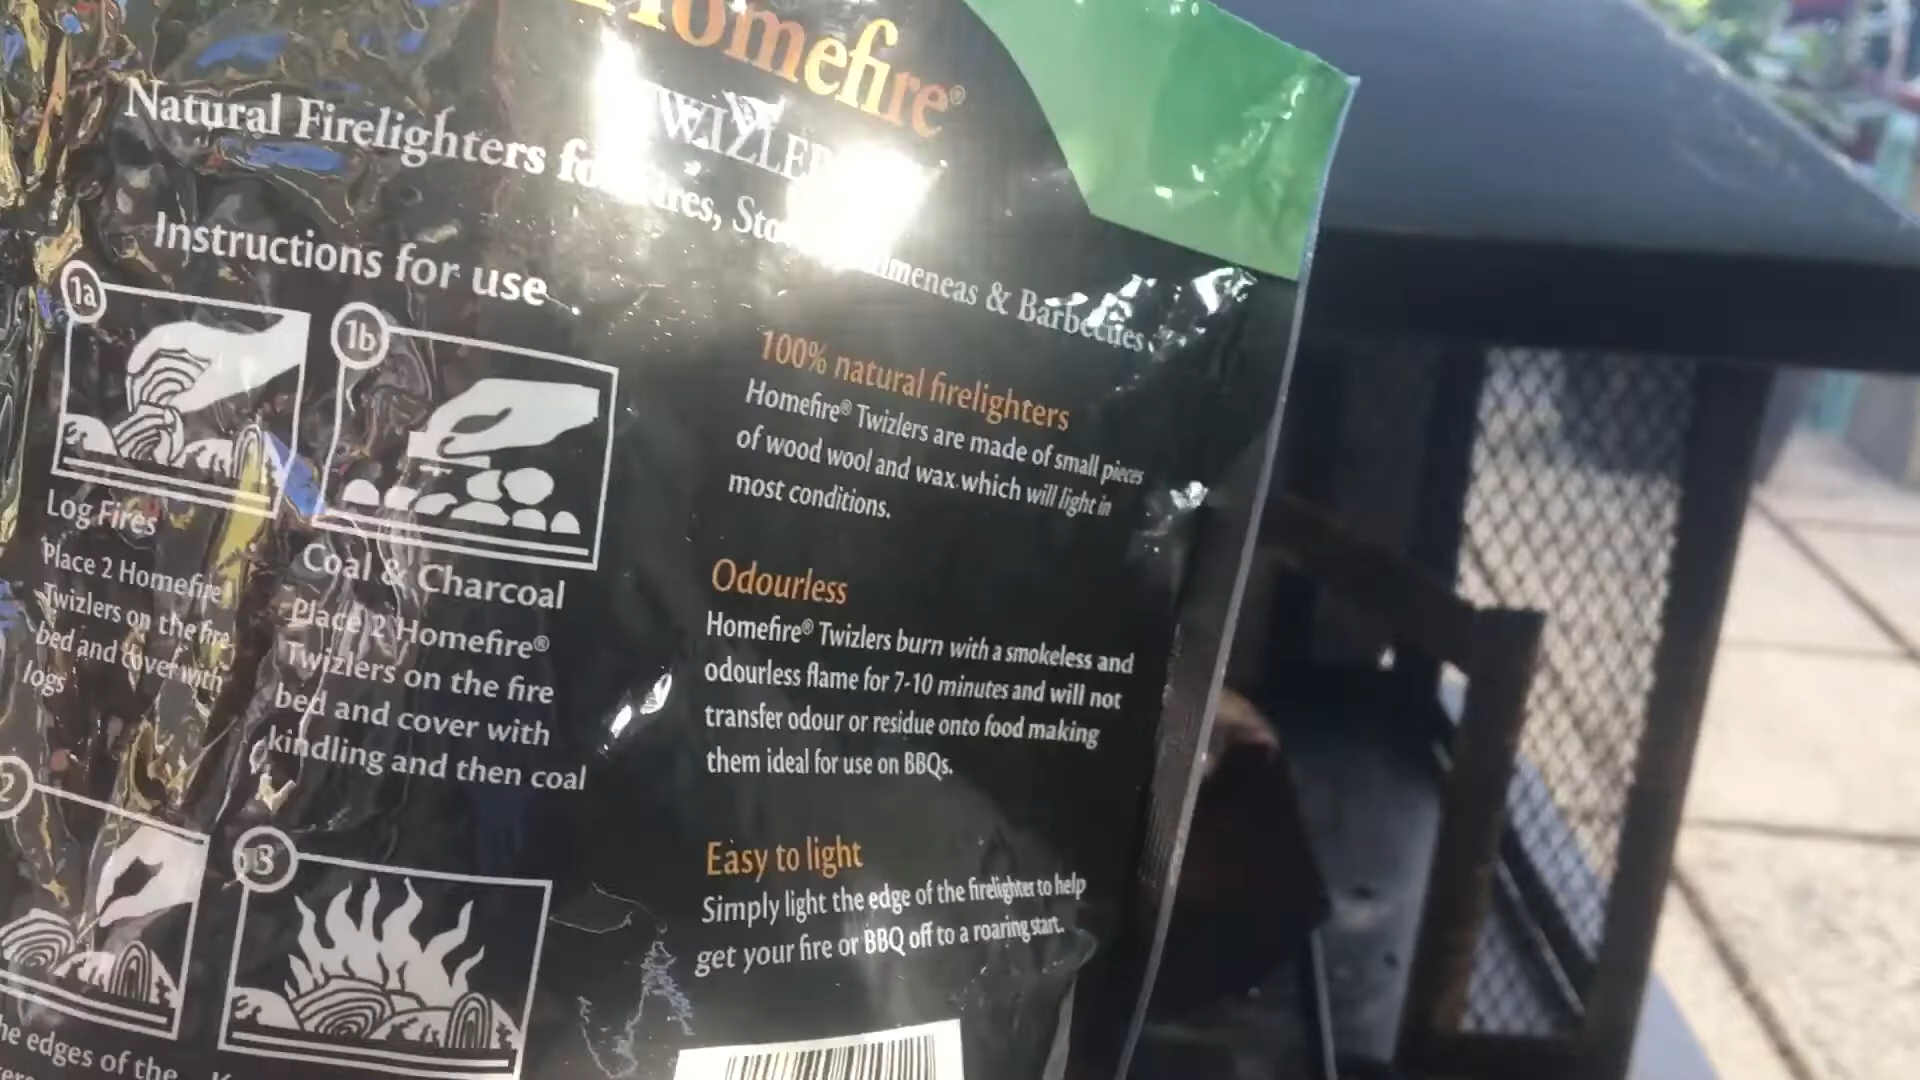 Homefire®
Natural Firelighters
& Barbecues
Instructions for use
1a
1b
Log Fires
Place 2 Homefire
Twizlers on the fire
bed and cover with
logs
Coal & Charcoal
Place 2 Homefire®
Twizlers on the fire
bed and cover with
kindling and then coal
2
3
edges of the
100% natural firelighters
Homefire® Twizlers are made of small pieces
of wood wool and wax which will light in
most conditions.
Odourless
Homefire® Twizlers burn with a smokeless and
odourless flame for 7-10 minutes and will not
transfer odour or residue onto food making
them ideal for use on BBQs.
Easy to light
Simply light the edge of the firelighter to help
get your fire or BBQ off to a roaring start.